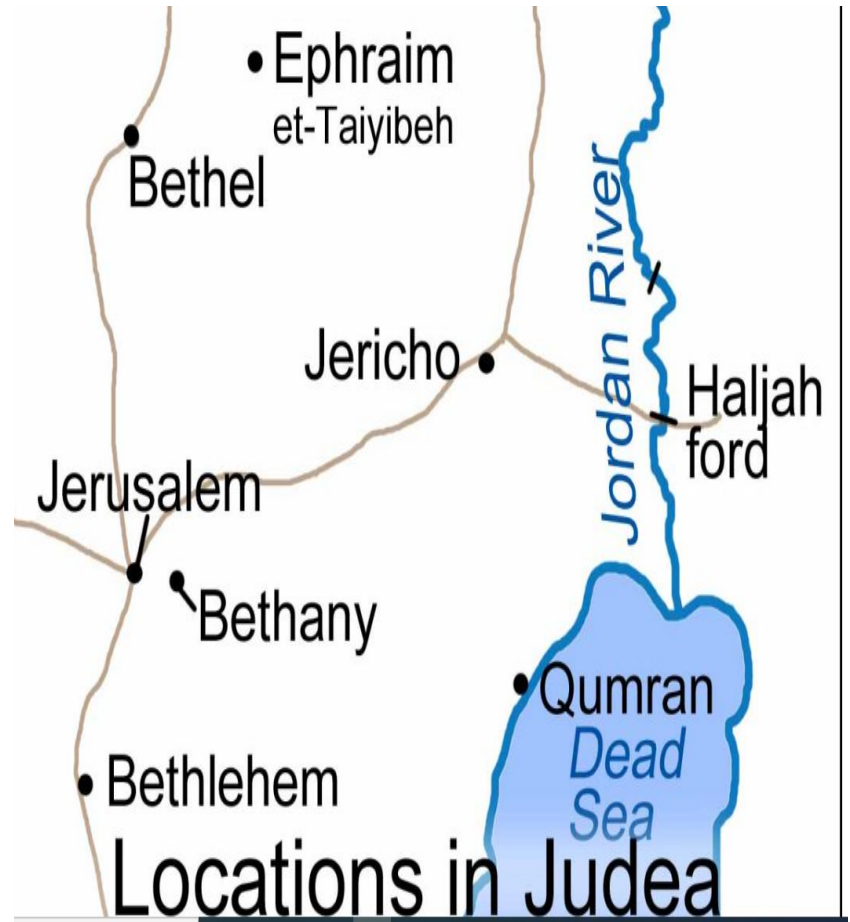 Ephraim
et-Taiyibeh
Bethel
Jordan River
Jericho
Haljah
ford
Jerusalem
Bethany
Qumran
Dead
Sea
Bethlehem
Locations in Judea